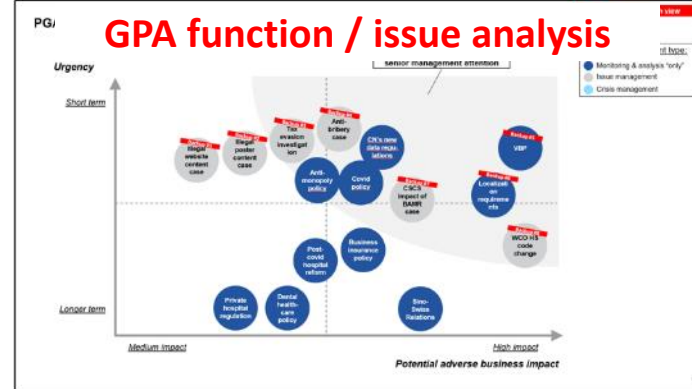 GPA function / issue analysis
PG/
n view
senior management attention
nt type:
Monitoring & analysis "only"
Issue management
Crisis management
Urgency
Short term
Longer term
Medium impact
High impact
Potential adverse business impact
Illegal
website
content
case
Illegal
poster
content
case
Tax
evasion
investigat
ion
Anti-
bribery
case
CN's new
data regu-
lations
Anti-
monopoly
policy
Covid
policy
VBP
Localizati
on
requireme
nts
impact of
BAMR
case
WCO HS
code
change
Post-
covid
hospital
reform
Business
insurance
policy
Private
hospital
regulation
Dental
health-
care
policy
Sino-
Swiss
Relations